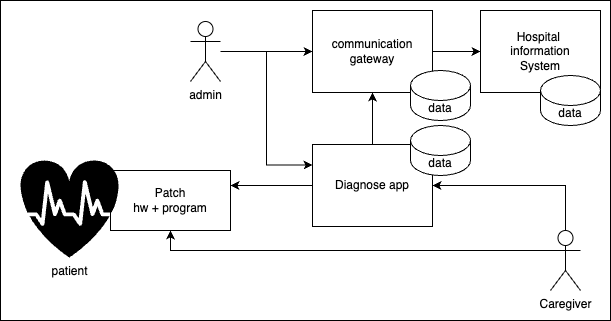 communication
gateway
Hospital
information
System
admin
data
data
data
Diagnose app
Patch
hw + program
patient
Caregiver